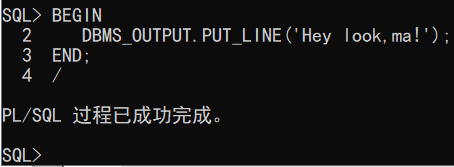 SQL> BEGIN
  2     DBMS_OUTPUT.PUT_LINE('Hey look,ma!');
  3  END;
  4  /
PL/SQL 过程已成功完成。
SQL>